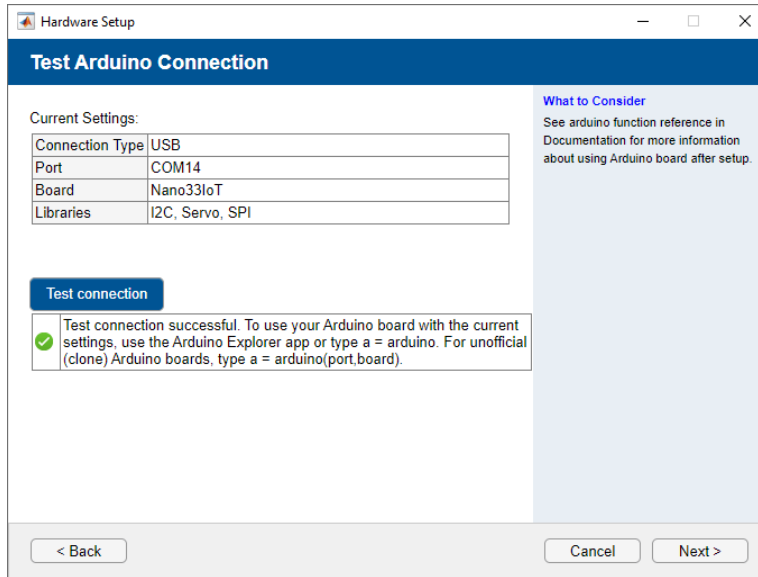 Hardware Setup
Test Arduino Connection
Current Settings:
Connection Type USB
Port COM14
Board Nano33IoT
Libraries I2C, Servo, SPI
Test connection
Test connection successful. To use your Arduino board with the current
settings, use the Arduino Explorer app or type a = arduino. For unofficial
(clone) Arduino boards, type a = arduino(port,board).
What to Consider
See arduino function reference in
Documentation for more information
about using Arduino board after setup.
< Back
Cancel
Next >